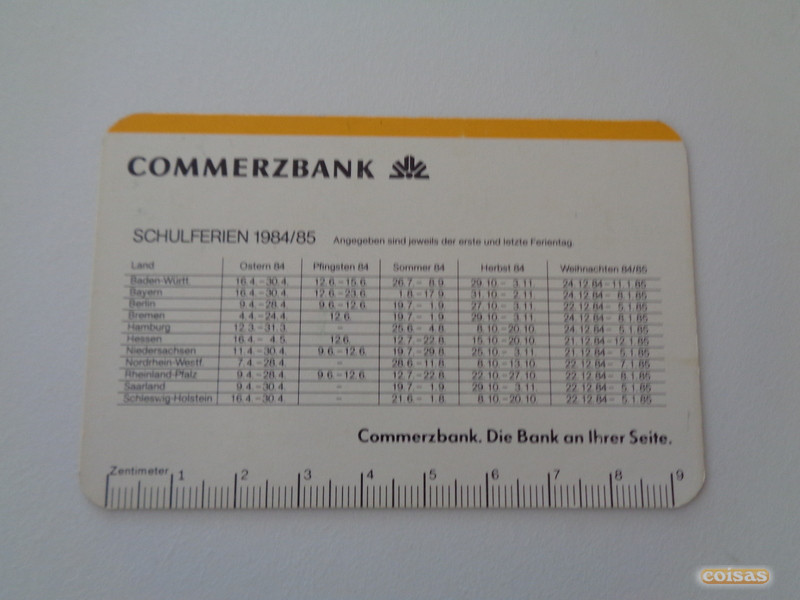 COMMERZBANK
SCHULFERIEN 1984/85 Angegeben sind jeweils der erste und letzte Ferientag.
Land Ostern 84 Pfingsten 84 Sommer 84 Herbst 84 Weihnachten 84/85
Baden-Württ. 16.4.–30.4. 12.6.–15.6. 26.7.– 8.9. 29.10.– 3.11. 24.12.84–11.1.85
Bayern 16.4.–30.4. 12.6.–23.6. 1.8.–17.9. 31.10.– 2.11. 24.12.84– 8.1.85
Berlin 9.4.–28.4. 9.6.–12.6. 19.7.– 1.9. 27.10.– 3.11. 22.12.84– 5.1.85
Bremen 4.4.–24.4. 12.6. 19.7.– 1.9. 29.10.– 3.11. 24.12.84– 8.1.85
Hamburg 12.3.–31.3. – 25.6.– 4.8. 8.10.–20.10. 24.12.84– 5.1.85
Hessen 16.4.– 4.5. 12.6. 12.7.–22.8. 15.10.–20.10. 21.12.84–12.1.85
Niedersachsen 11.4.–30.4. 9.6.–12.6. 19.7.–29.8. 25.10.– 3.11. 21.12.84– 5.1.85
Nordrhein-Westf. 7.4.–28.4. – 28.6.–11.8. 8.10.–13.10. 22.12.84– 7.1.85
Rheinland-Pfalz 9.4.–28.4. 9.6.–12.6. 12.7.–22.8. 22.10.–27.10. 22.12.84– 8.1.85
Saarland 9.4.–30.4. – 19.7.– 1.9. 29.10.– 3.11. 22.12.84– 5.1.85
Schleswig-Holstein 16.4.–30.4. – 21.6.– 1.8. 8.10.–20.10. 22.12.84– 5.1.85
Commerzbank. Die Bank an Ihrer Seite.
Zentimeter 1 2 3 4 5 6 7 8 9
coisas